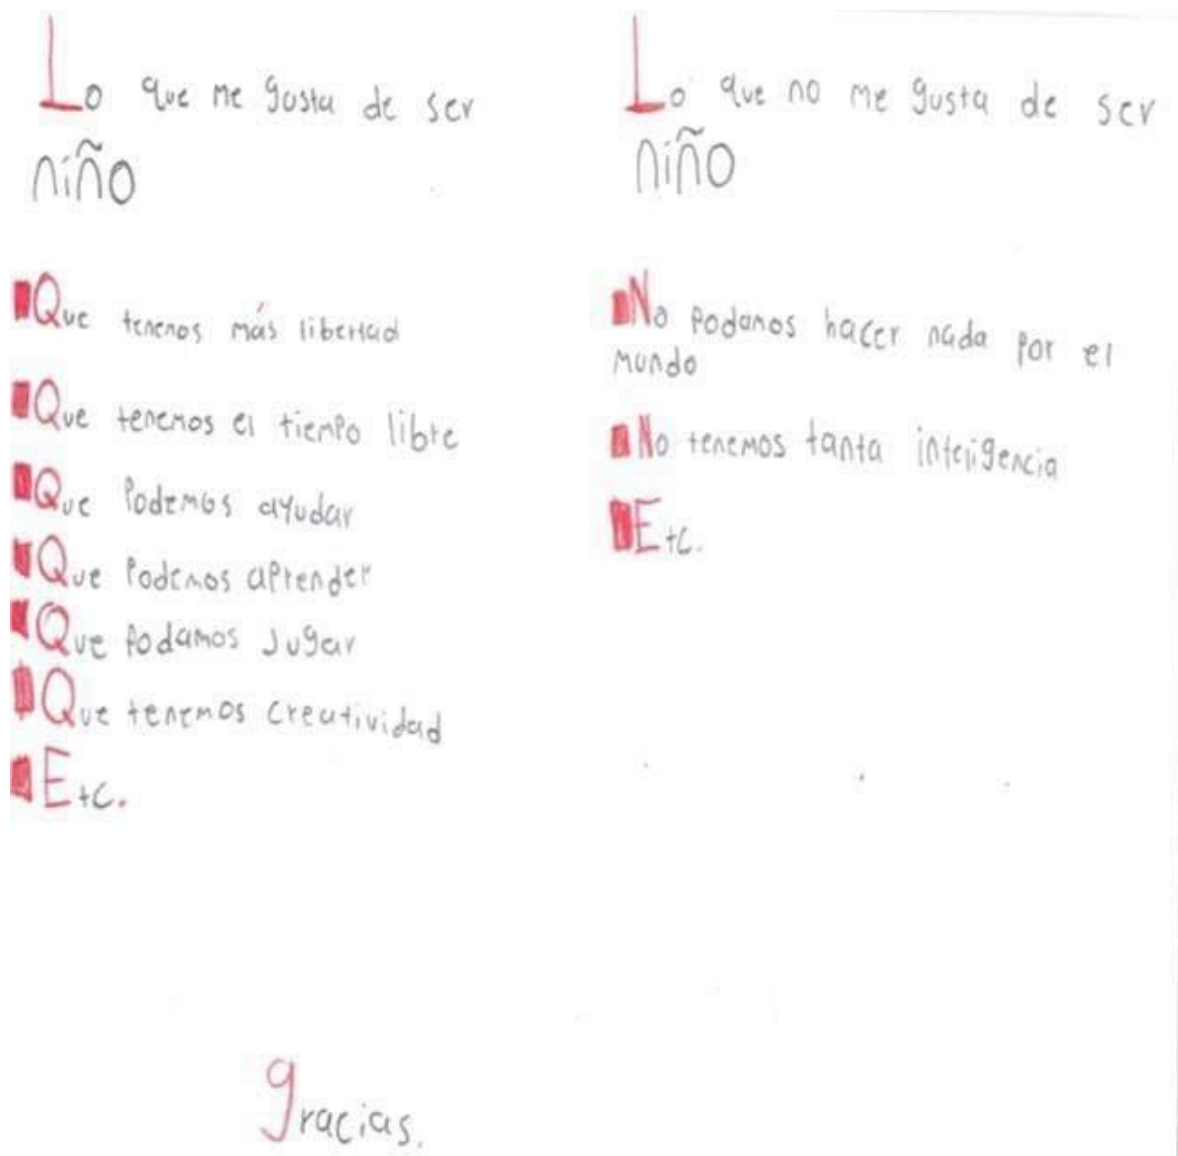 Lo que me gusta de ser
niño
Que tenemos más libertad
Que tenemos el tiempo libre
Que Podemos ayudar
Que Podemos aprender
Que Podamos Jugar
Que tenemos creatividad
Etc.
Lo que no me gusta de ser
niño
No Podamos hacer nada por el
mundo
No tenemos tanta inteligencia
Etc.
gracias.